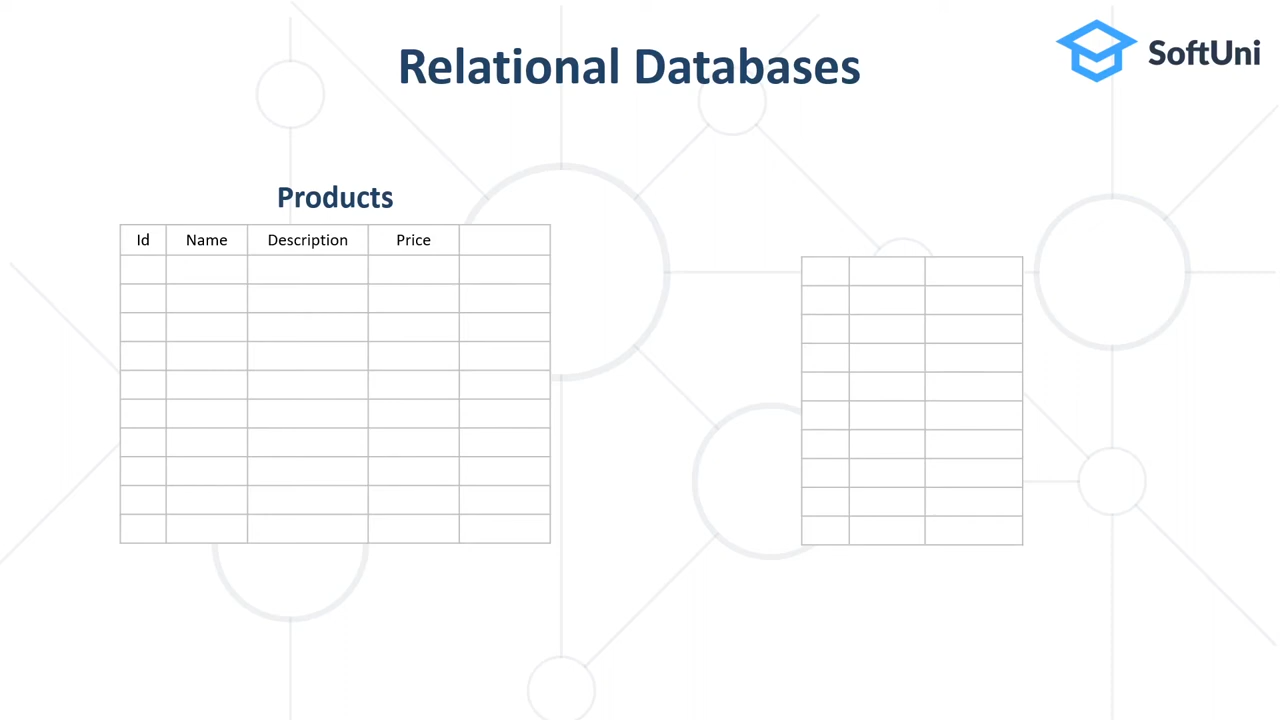 Relational Databases
SoftUni
Products
Id Name Description Price